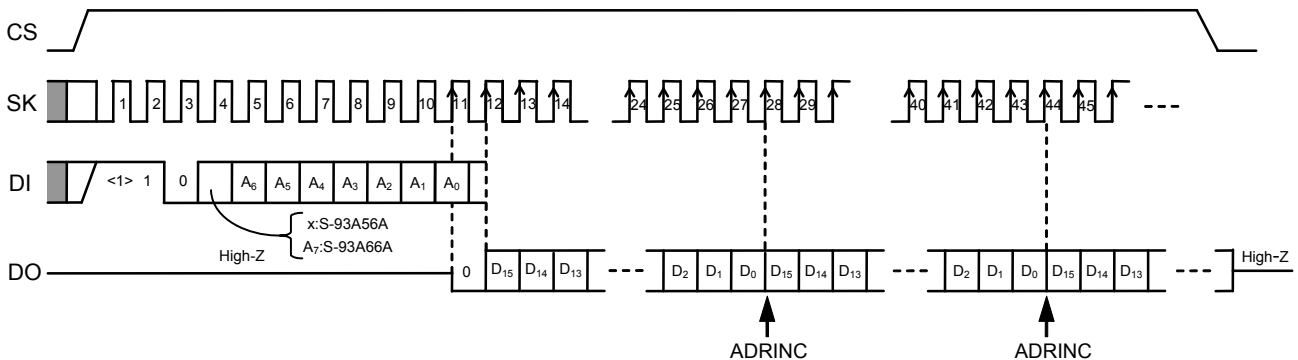 CS
SK 1 2 3 4 5 6 7 8 9 10 11 12 13 14 24 25 26 27 28 29 40 41 42 43 44 45
DI <1> 1 0 A6 A5 A4 A3 A2 A1 A0
x:S-93A56A
A7:S-93A66A
High-Z
DO 0 D15 D14 D13 D2 D1 D0 D15 D14 D13 D2 D1 D0 D15 D14 D13 High-Z
ADRINC ADRINC